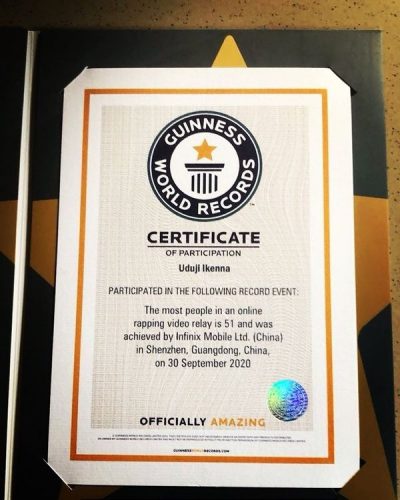 GUINNESS
WORLD RECORDS
CERTIFICATE
OF PARTICIPATION
Uduji Ikenna
PARTICIPATED IN THE FOLLOWING RECORD EVENT:
The most people in an online
rapping video relay is 51 and was
achieved by Infinix Mobile Ltd. (China)
in Shenzhen, Guangdong, China,
on 30 September 2020
OFFICIALLY AMAZING
GUINNESSWORLDRECORDS.COM